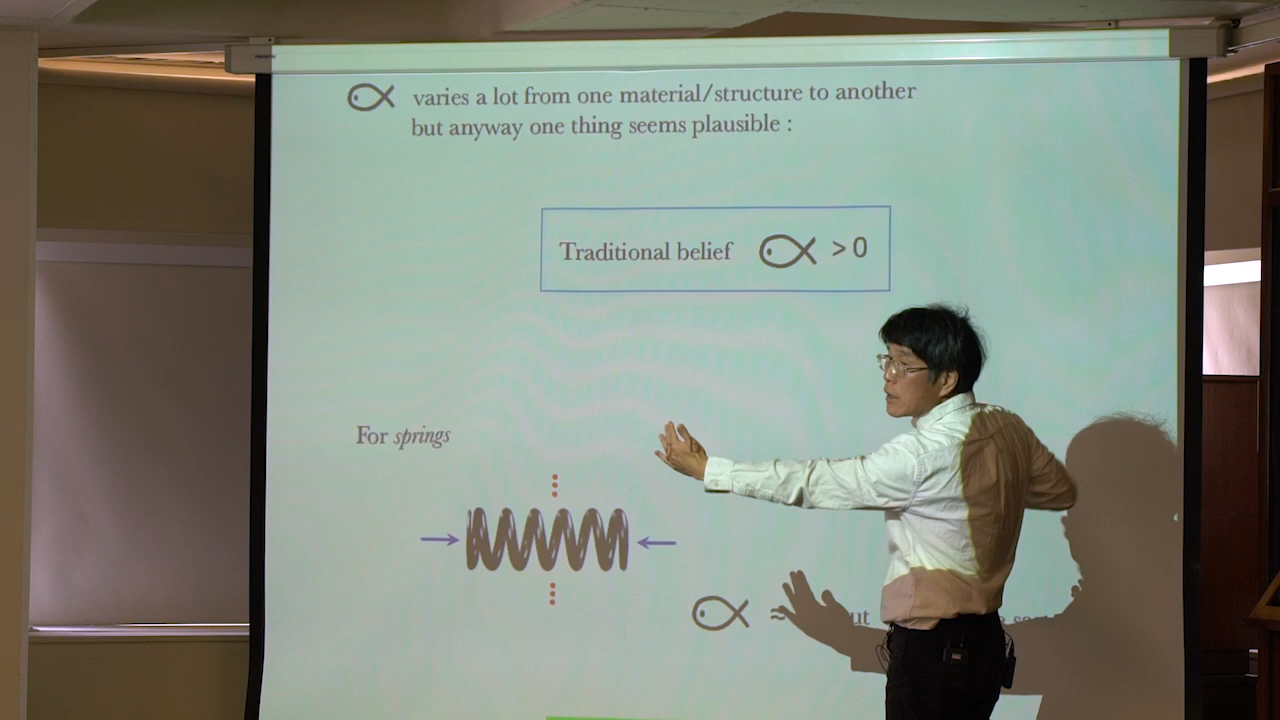 varies a lot from one material/structure to another
but anyway one thing seems plausible :
Traditional belief > 0
For springs
≈